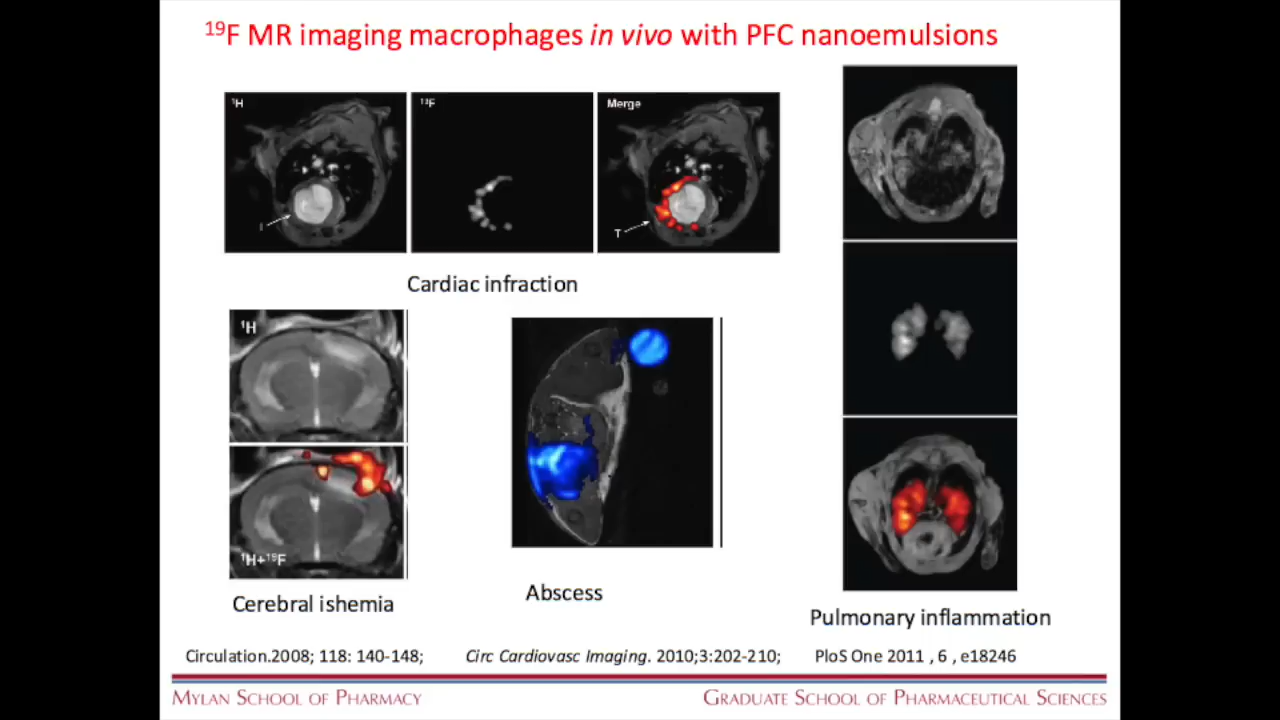 ¹⁹F MR imaging macrophages in vivo with PFC nanoemulsions
¹H
¹⁹F
Merge
I
T
Cardiac infraction
¹H
¹H+¹⁹F
Cerebral ishemia
Abscess
Pulmonary inflammation
Circulation.2008; 118: 140-148;
Circ Cardiovasc Imaging. 2010;3:202-210;
PloS One 2011 , 6 , e18246
MYLAN SCHOOL OF PHARMACY
GRADUATE SCHOOL OF PHARMACEUTICAL SCIENCES